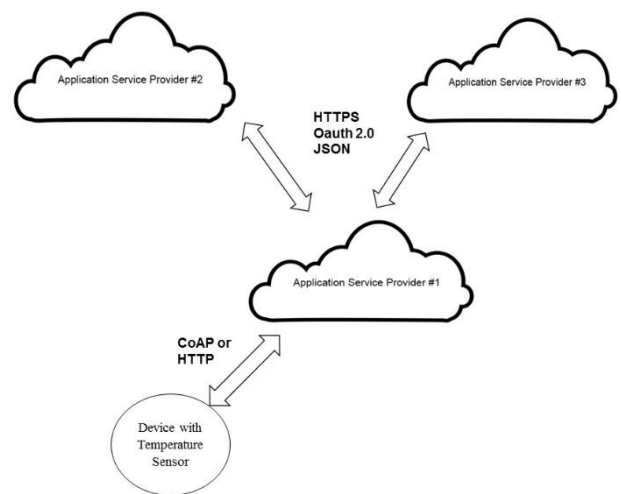 Application Service Provider #2
Application Service Provider #3
HTTPS
Oauth 2.0
JSON
Application Service Provider #1
CoAP or
HTTP
Device with
Temperature
Sensor